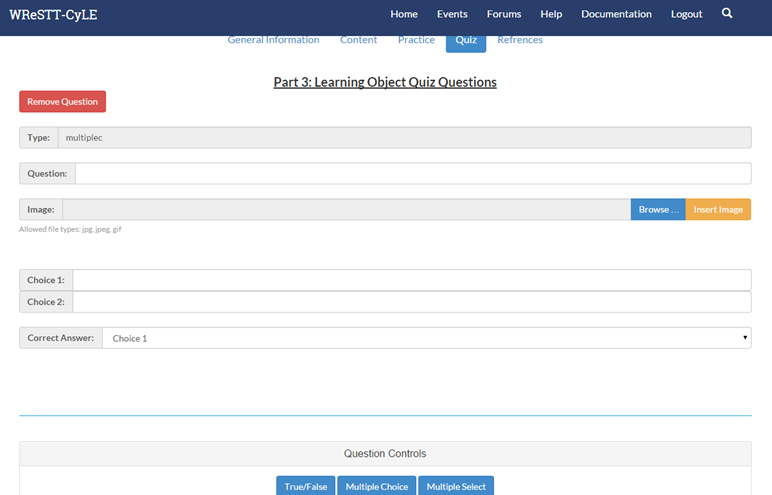 WReSTT-CyLE Home Events Forums Help Documentation Logout
General Information Content Practice Quiz Refrences
Part 3: Learning Object Quiz Questions
Remove Question
Type: multiplec
Question:
Image: Browse ... Insert Image
Allowed file types: jpg, jpeg, gif
Choice 1:
Choice 2:
Correct Answer: Choice 1
Question Controls
True/False Multiple Choice Multiple Select